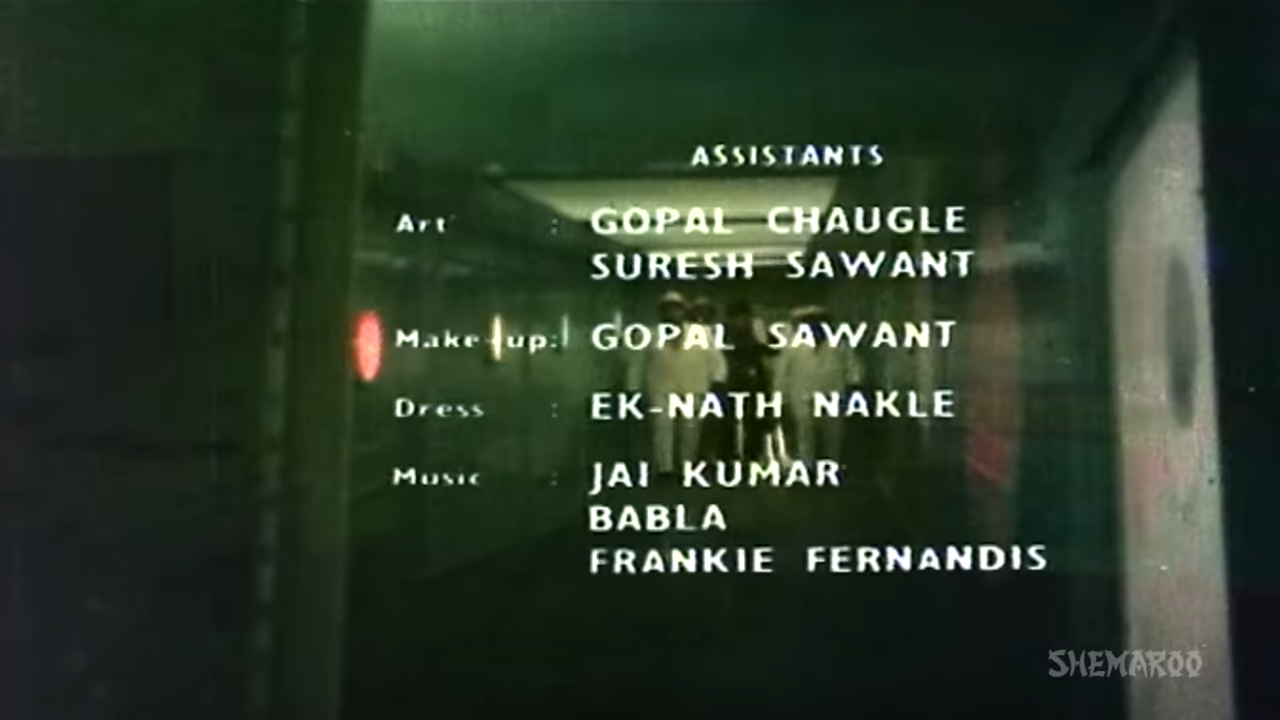 ASSISTANTS
Art : GOPAL CHAUGLE
SURESH SAWANT
Make-up: GOPAL SAWANT
Dress : EK-NATH NAKLE
Music : JAI KUMAR
BABLA
FRANKIE FERNANDIS
SHEMAROO